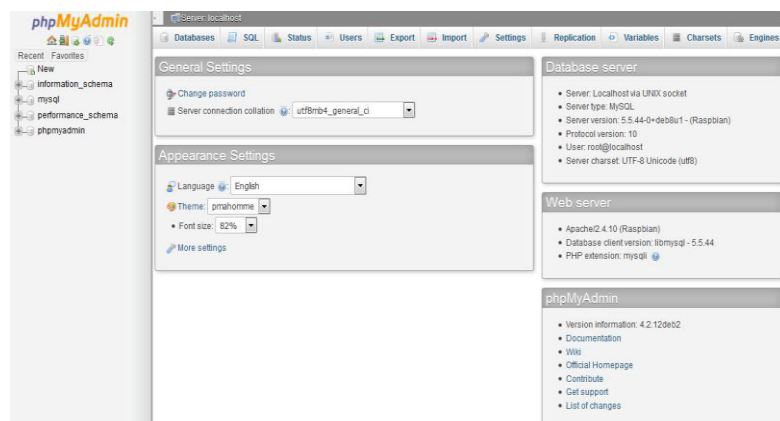 phpMyAdmin
Recent Favorites
New
information_schema
mysql
performance_schema
phpmyadmin
Server: localhost
Databases SQL Status Users Export Import Settings Replication Variables Charsets Engines
General Settings
Change password
Server connection collation : utf8mb4_general_ci
Appearance Settings
Language : English
Theme: pmahomme
• Font size: 82%
More settings
Database server
• Server: Localhost via UNIX socket
• Server type: MySQL
• Server version: 5.5.44-0+deb8u1 - (Raspbian)
• Protocol version: 10
• User: root@localhost
• Server charset: UTF-8 Unicode (utf8)
Web server
• Apache/2.4.10 (Raspbian)
• Database client version: libmysql - 5.5.44
• PHP extension: mysqli
phpMyAdmin
• Version information: 4.2.12deb2
• Documentation
• Wiki
• Official Homepage
• Contribute
• Get support
• List of changes